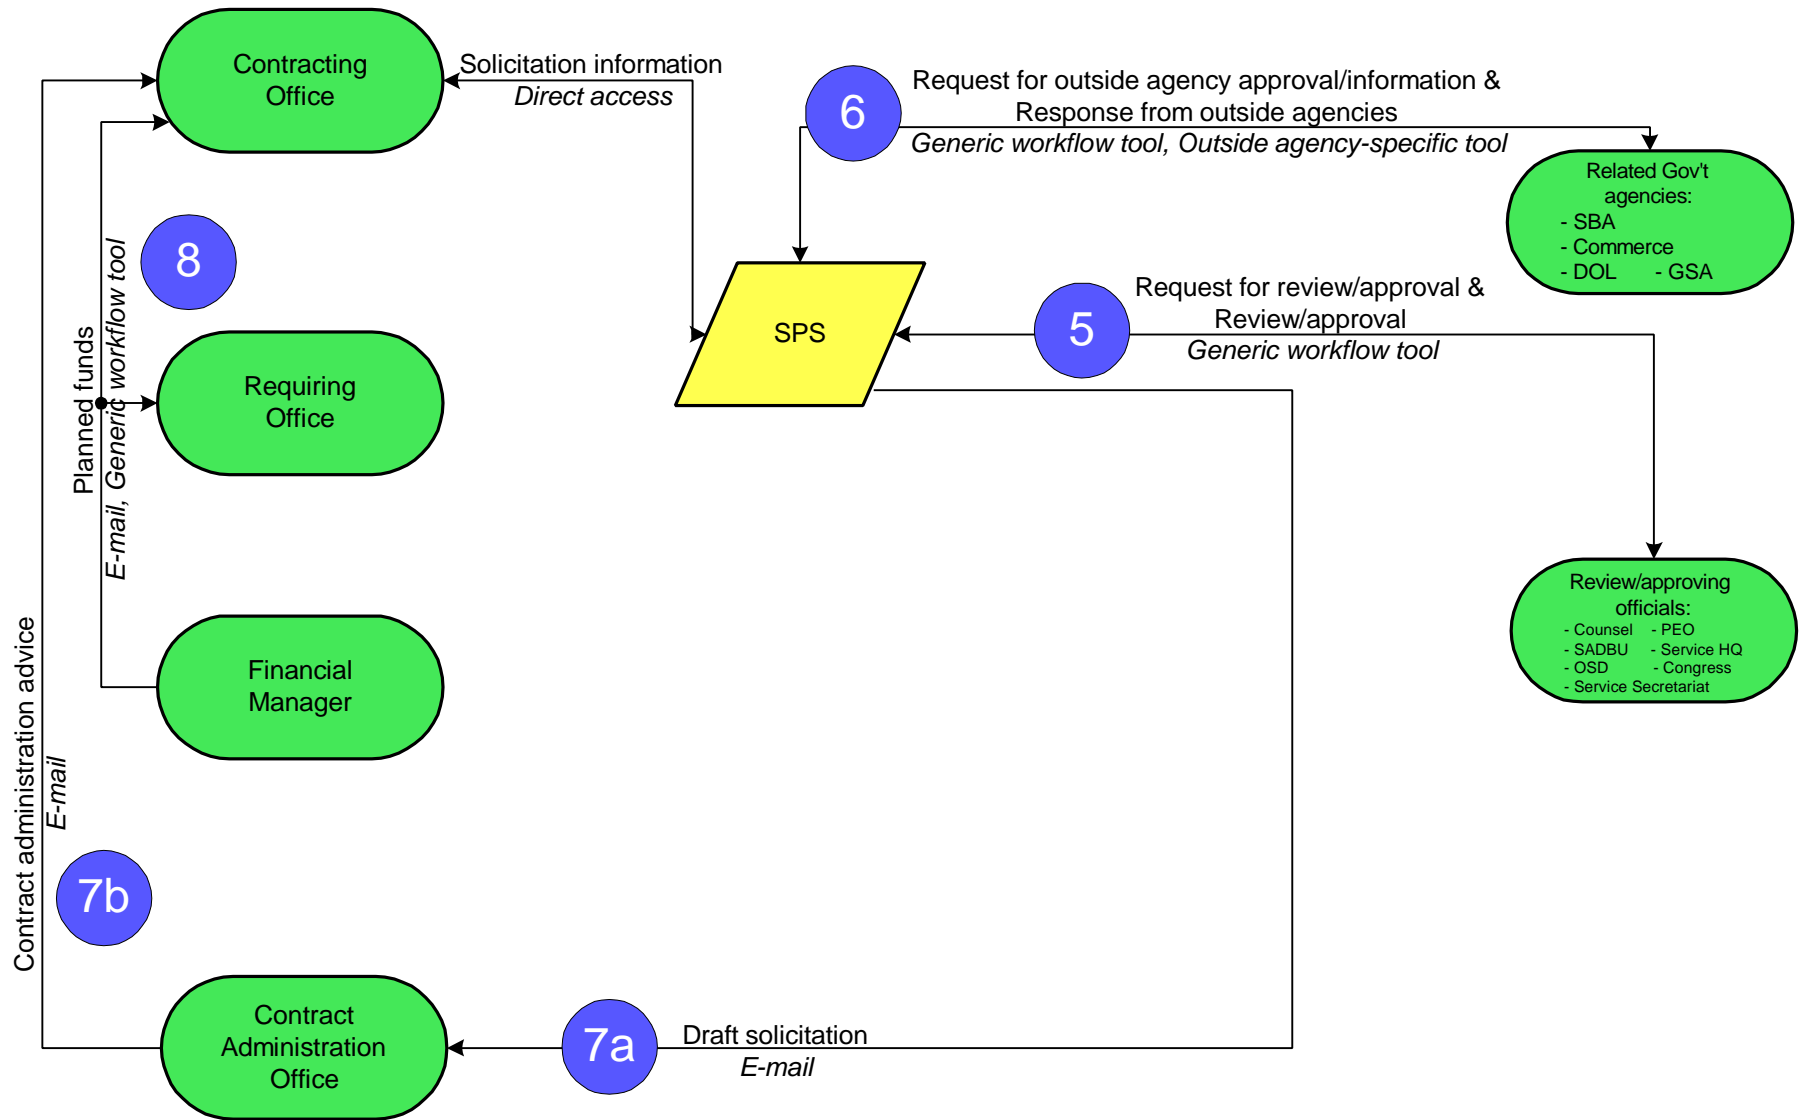 Contracting
Office
Solicitation information
Direct access
6
Request for outside agency approval/information &
Response from outside agencies
Generic workflow tool, Outside agency-specific tool
Related Gov't
agencies:
- SBA
- Commerce
- DOL - GSA
8
Planned funds
E-mail, Generic workflow tool
SPS
5
Request for review/approval &
Review/approval
Generic workflow tool
Requiring
Office
Financial
Manager
Review/approving
officials:
- Counsel - PEO
- SADBU - Service HQ
- OSD - Congress
- Service Secretariat
Contract administration advice
E-mail
7b
Contract
Administration
Office
7a
Draft solicitation
E-mail